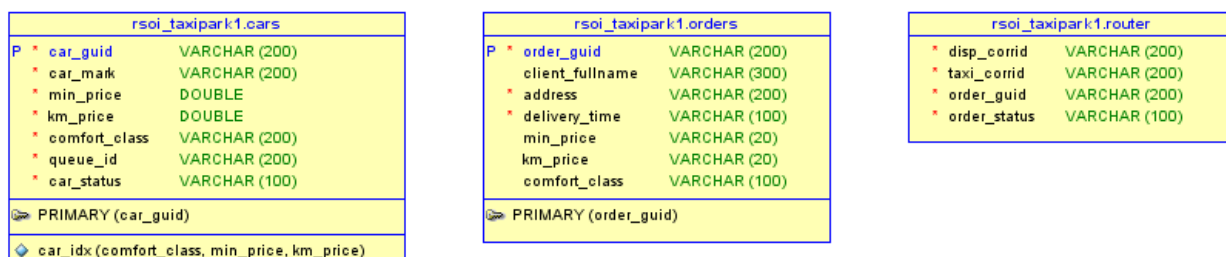 rsoi_taxipark1.cars
P * car_guid VARCHAR (200)
* car_mark VARCHAR (200)
* min_price DOUBLE
* km_price DOUBLE
* comfort_class VARCHAR (200)
* queue_id VARCHAR (200)
* car_status VARCHAR (100)
PRIMARY (car_guid)
car_idx (comfort_class, min_price, km_price)
rsoi_taxipark1.orders
P * order_guid VARCHAR (200)
client_fullname VARCHAR (300)
* address VARCHAR (200)
* delivery_time VARCHAR (100)
min_price VARCHAR (20)
km_price VARCHAR (20)
comfort_class VARCHAR (100)
PRIMARY (order_guid)
rsoi_taxipark1.router
* disp_corrid VARCHAR (200)
* taxi_corrid VARCHAR (200)
* order_guid VARCHAR (200)
* order_status VARCHAR (100)